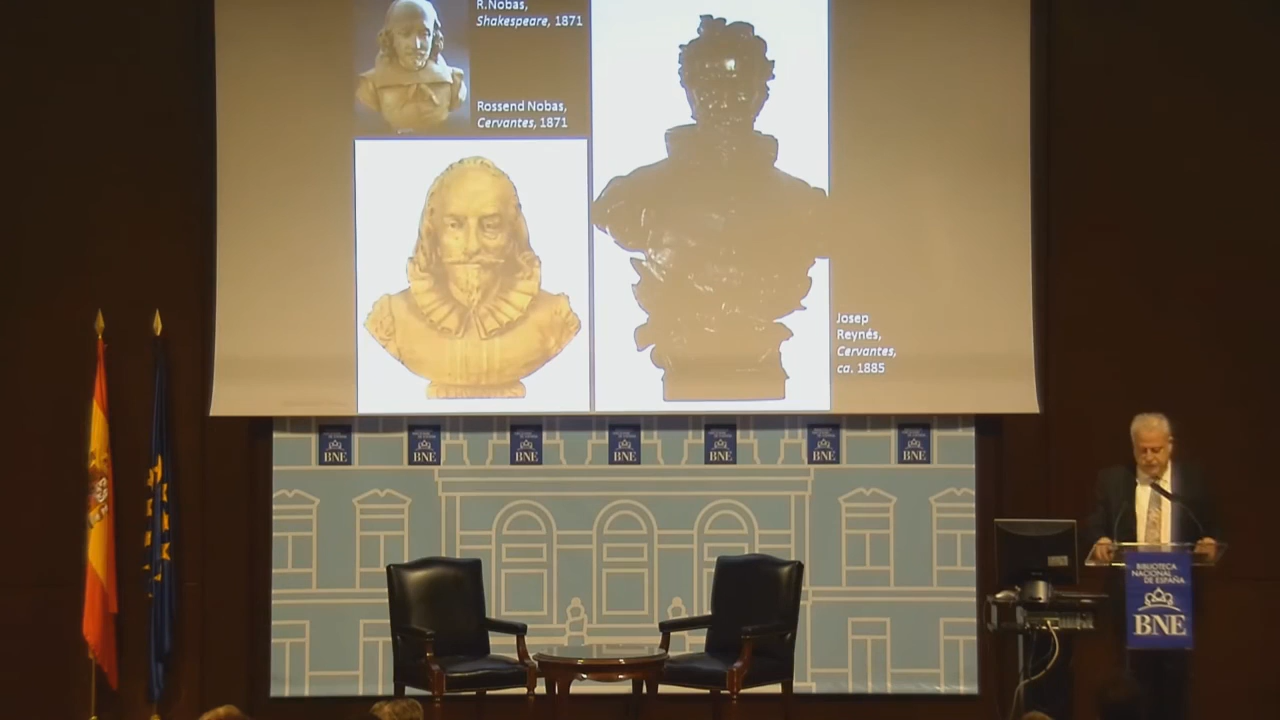 R.Nobas,
Shakespeare, 1871
Rossend Nobas,
Cervantes, 1871
Josep
Reynés,
Cervantes,
ca. 1885
BNE
BNE
BNE
BNE
BNE
BNE
BNE
BIBLIOTECA
NACIONAL
DE ESPAÑA
BNE